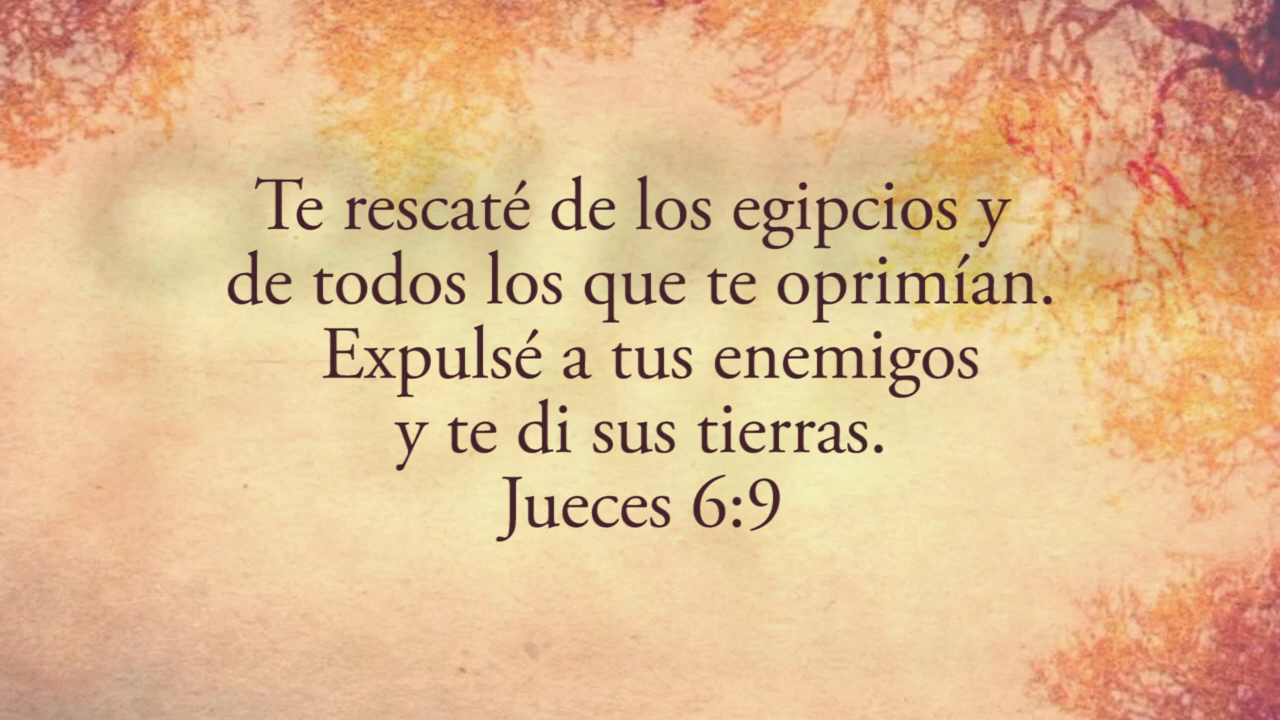 Te rescaté de los egipcios y
de todos los que te oprimían.
Expulsé a tus enemigos
y te di sus tierras.
Jueces 6:9